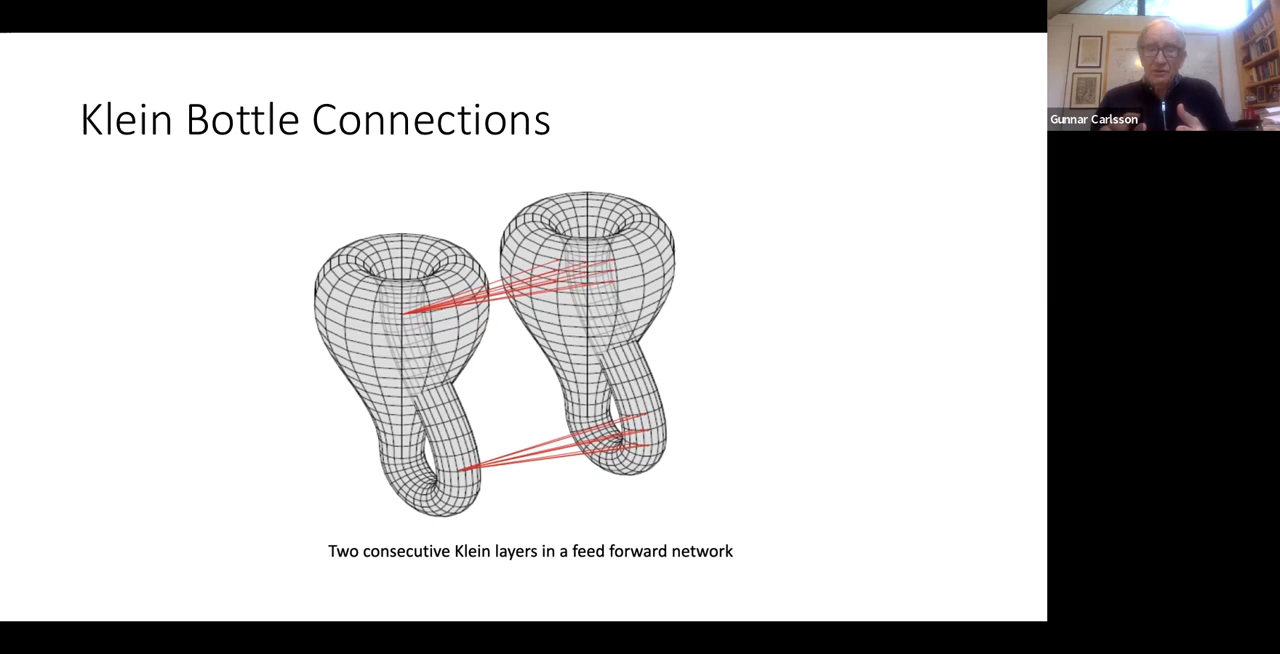 Klein Bottle Connections
Gunnar Carlsson
Two consecutive Klein layers in a feed forward network